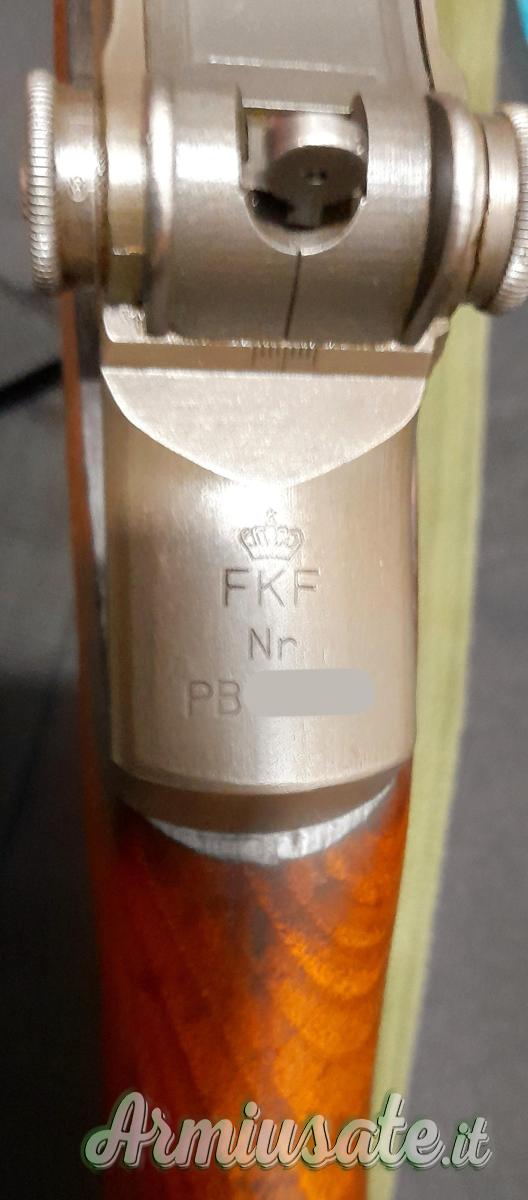 FKF
Nr
PB
Armiusate.it